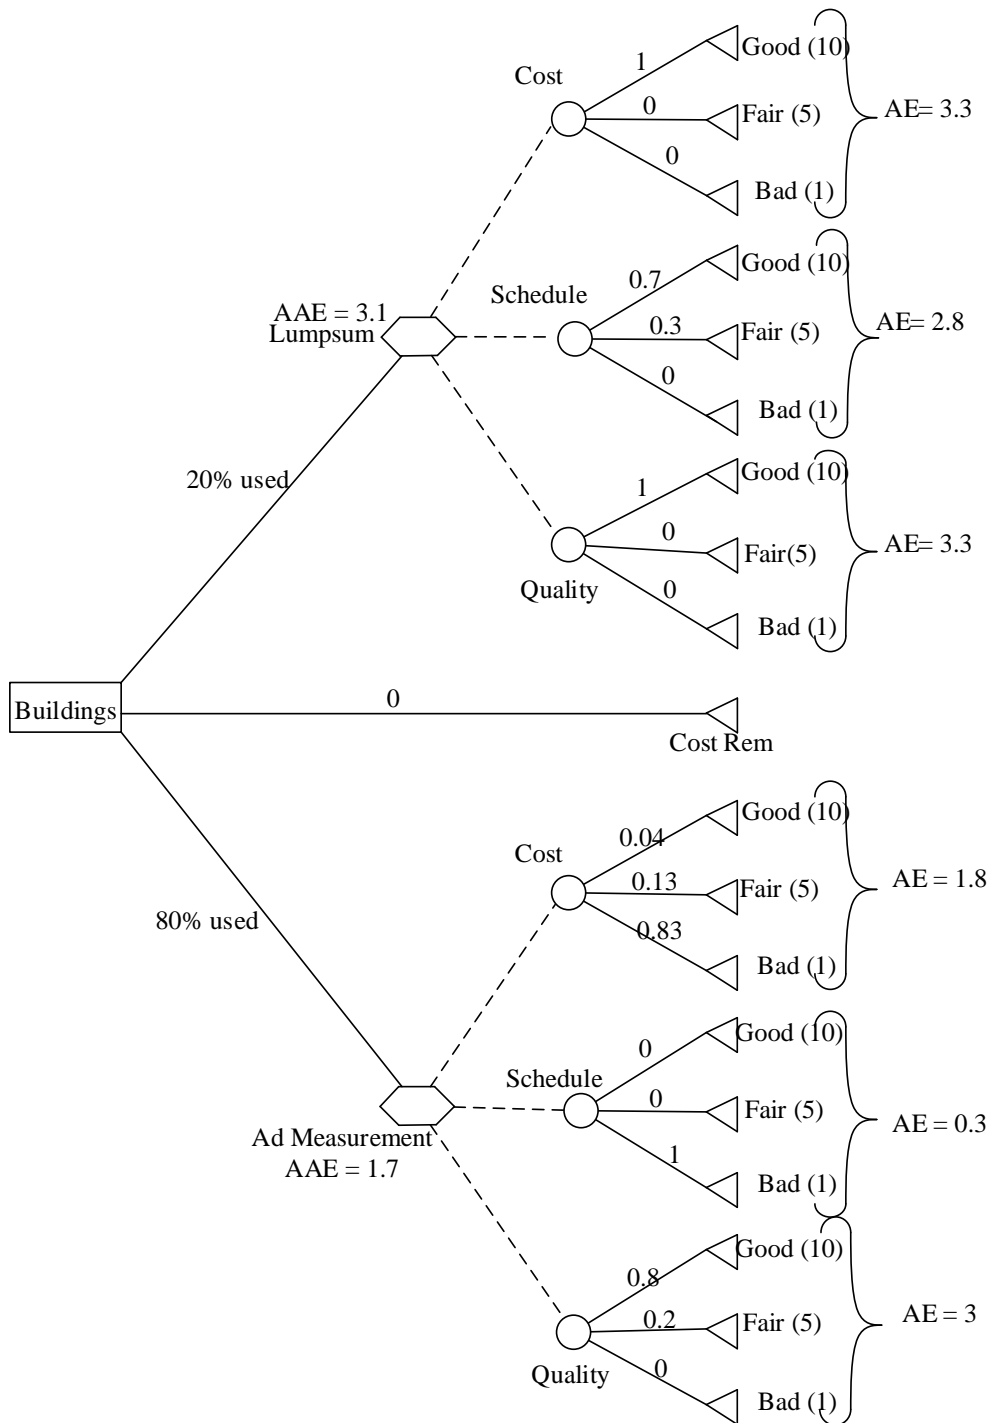 Cost
1
0
0
Good (10)
Fair (5)
Bad (1)
AE= 3.3
AAE = 3.1
Lumpsum
Schedule
0.7
0.3
0
Good (10)
Fair (5)
Bad (1)
AE= 2.8
20% used
1
0
0
Quality
Good (10)
Fair(5)
Bad (1)
AE= 3.3
Buildings
0
Cost Rem
80% used
Cost
0.04
0.13
0.83
Good (10)
Fair (5)
Bad (1)
AE = 1.8
Ad Measurement
AAE = 1.7
Schedule
0
0
1
Good (10)
Fair (5)
Bad (1)
AE = 0.3
0.8
0.2
0
Quality
Good (10)
Fair (5)
Bad (1)
AE = 3